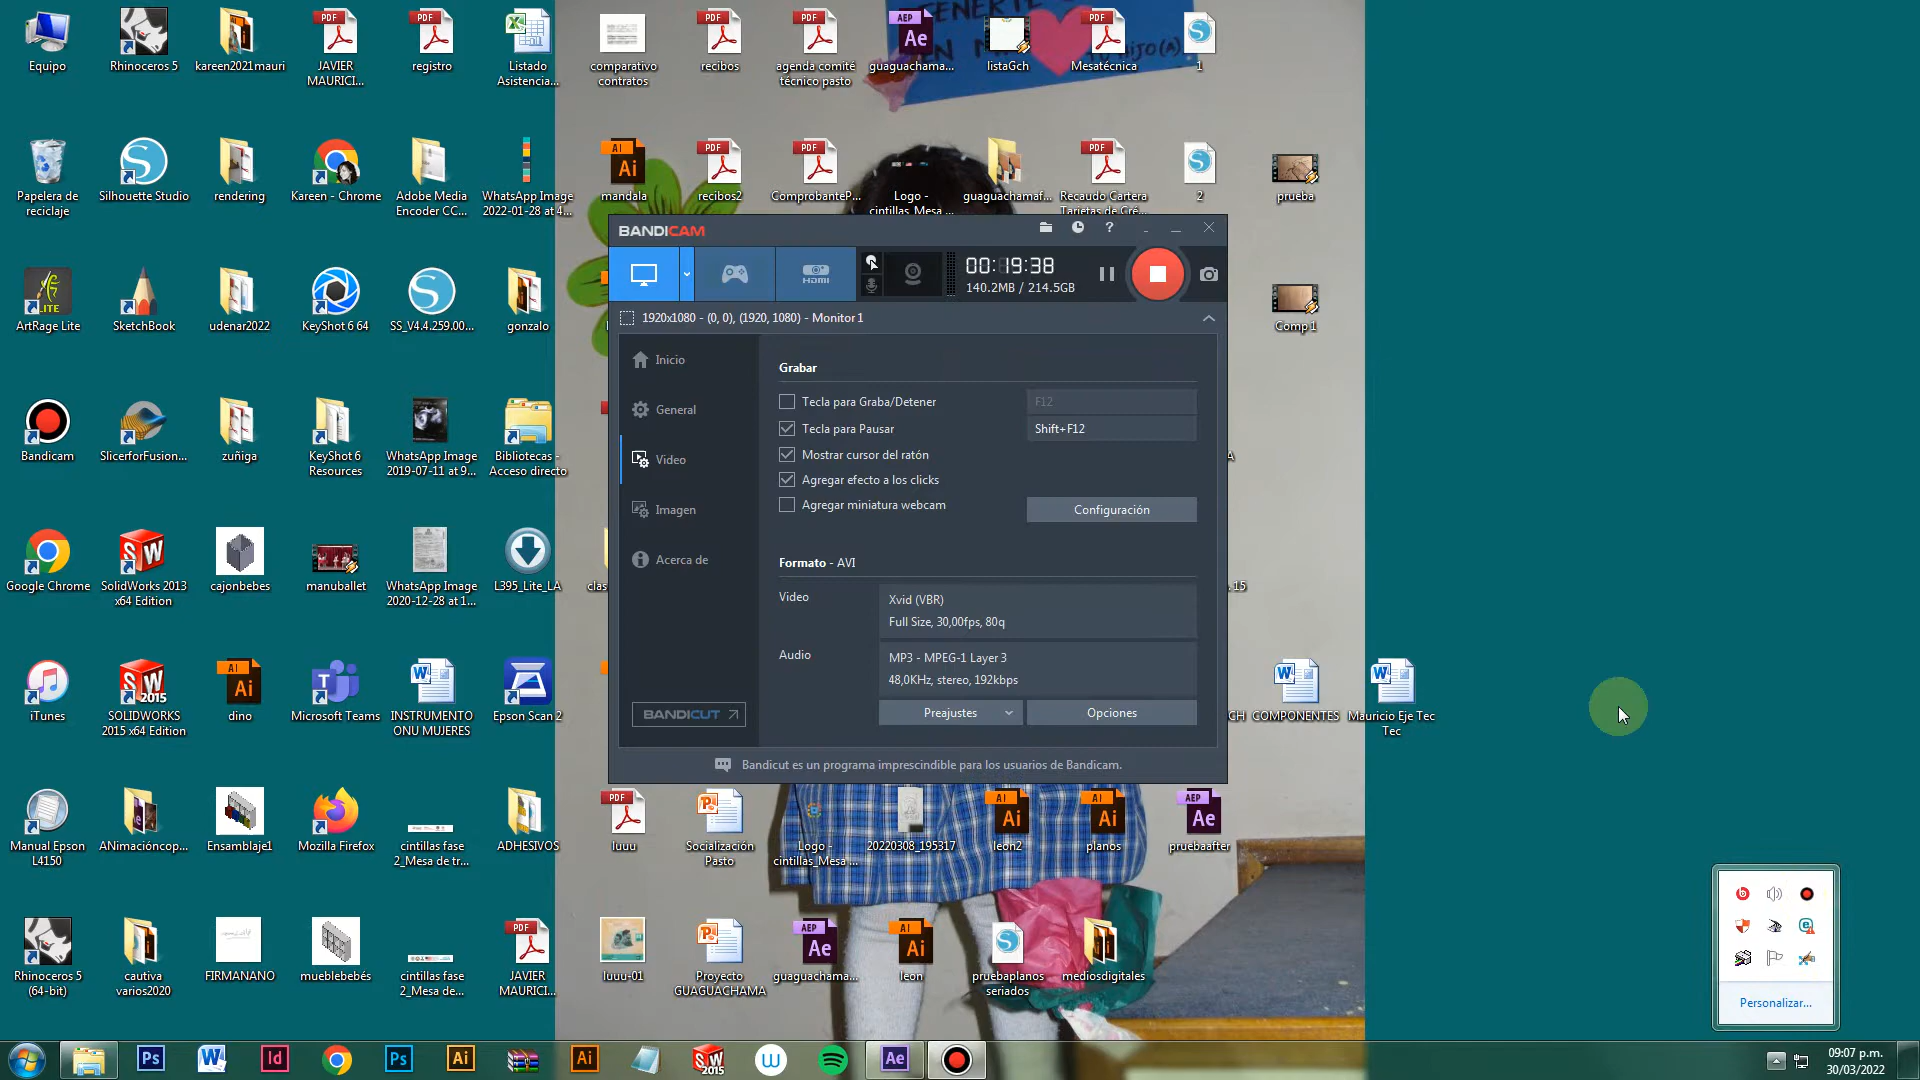 Equipo
Rhinoceros 5
kareen2021mauri
JAVIER
MAURICI...
registro
Listado
Asistencia...
comparativo
contratos
recibos
agenda comité
técnico pasto
guaguachama...
listaGch
Mesatécnica
1
Papelera de
reciclaje
Silhouette Studio
rendering
Kareen - Chrome
Adobe Media
Encoder CC...
WhatsApp Image
2022-01-28 at 4...
mandala
recibos2
ComprobanteP...
Logo -
cintillas_Mesa ...
guaguachamaf...
Recaudo Cartera
Tarjetas de Cré...
2
prueba
ArtRage Lite
SketchBook
udenar2022
KeyShot 6 64
SS_V4.4.259.00...
gonzalo
Comp 1
Bandicam
SlicerforFusion...
zuñiga
KeyShot 6
Resources
WhatsApp Image
2019-07-11 at 9...
Bibliotecas -
Acceso directo
Google Chrome
SolidWorks 2013
x64 Edition
cajonbebes
manuballet
WhatsApp Image
2020-12-28 at 1...
L395_Lite_LA
iTunes
SOLIDWORKS
2015 x64 Edition
dino
Microsoft Teams
INSTRUMENTO
ONU MUJERES
Epson Scan 2
COMPONENTES
Mauricio Eje Tec
Tec
Manual Epson
L4150
ANimacióncop...
Ensamblaje1
Mozilla Firefox
cintillas fase
2_Mesa de tr...
ADHESIVOS
luuu
Socialización
Pasto
Logo -
cintillas_Mesa ...
20220308_195317
leon2
planos
pruebaafter
Rhinoceros 5
(64-bit)
cautiva
varios2020
FIRMANANO
mueblebebés
cintillas fase
2_Mesa de...
JAVIER
MAURICI...
luuu-01
Proyecto
GUAGUACHAMA
guaguachama...
leon
pruebaplanos
seriados
mediosdigitales
BANDICAM
00:19:38
140.2MB / 214.5GB
1920x1080 - (0, 0), (1920, 1080) - Monitor 1
Inicio
General
Video
Imagen
Acerca de
BANDICUT
Grabar
Tecla para Graba/Detener
F12
Tecla para Pausar
Shift+F12
Mostrar cursor del ratón
Agregar efecto a los clicks
Agregar miniatura webcam
Configuración
Formato - AVI
Video
Xvid (VBR)
Full Size, 30,00fps, 80q
Audio
MP3 - MPEG-1 Layer 3
48,0KHz, stereo, 192kbps
Preajustes
Opciones
Bandicut es un programa imprescindible para los usuarios de Bandicam.
Personalizar...
09:07 p.m.
30/03/2022